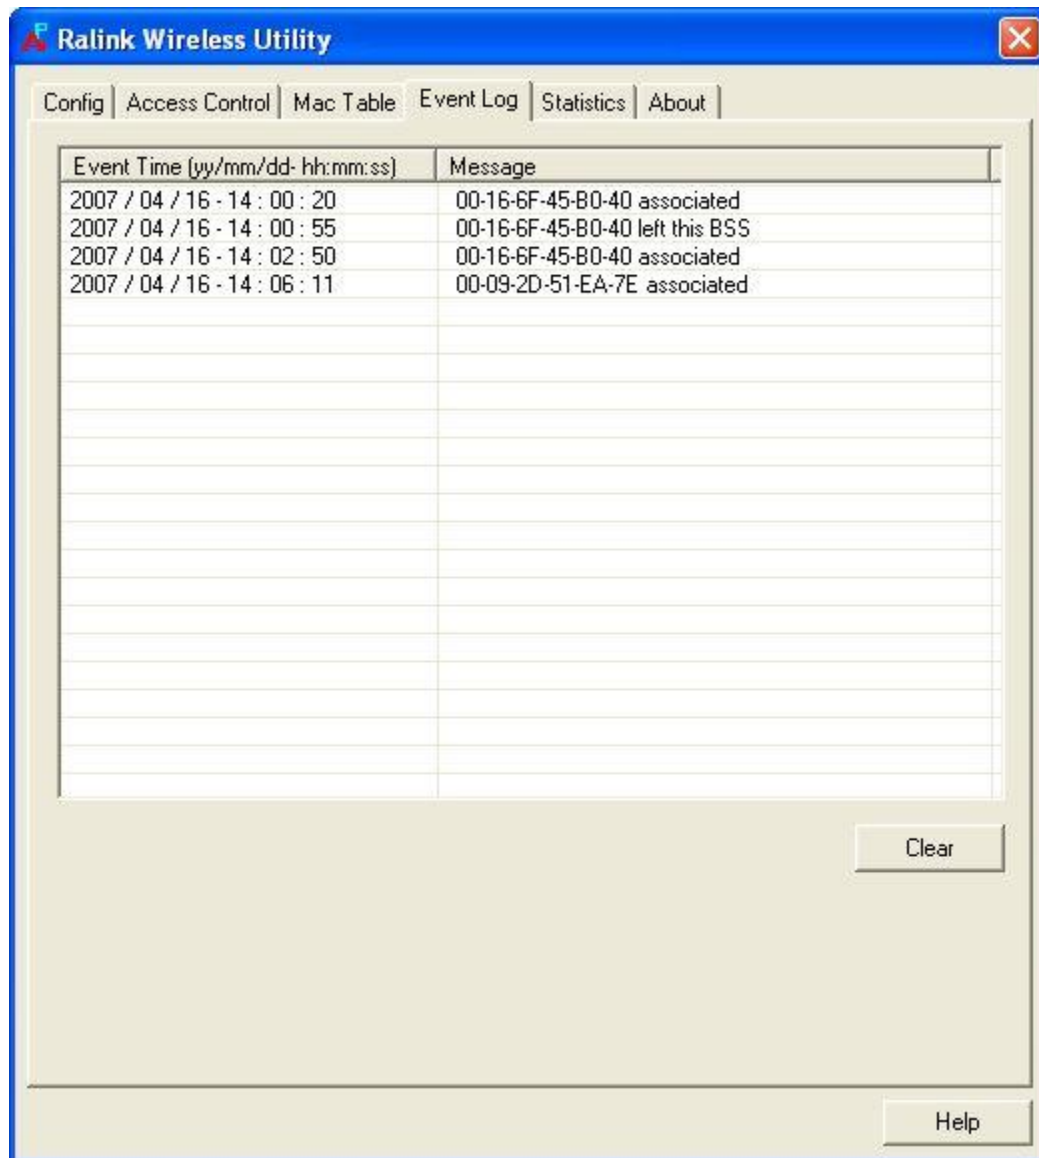 Ralink Wireless Utility
Config Access Control Mac Table Event Log Statistics About
Event Time (yy/mm/dd- hh:mm:ss) Message
2007 / 04 / 16 - 14 : 00 : 20 00-16-6F-45-B0-40 associated
2007 / 04 / 16 - 14 : 00 : 55 00-16-6F-45-B0-40 left this BSS
2007 / 04 / 16 - 14 : 02 : 50 00-16-6F-45-B0-40 associated
2007 / 04 / 16 - 14 : 06 : 11 00-09-2D-51-EA-7E associated
Clear
Help